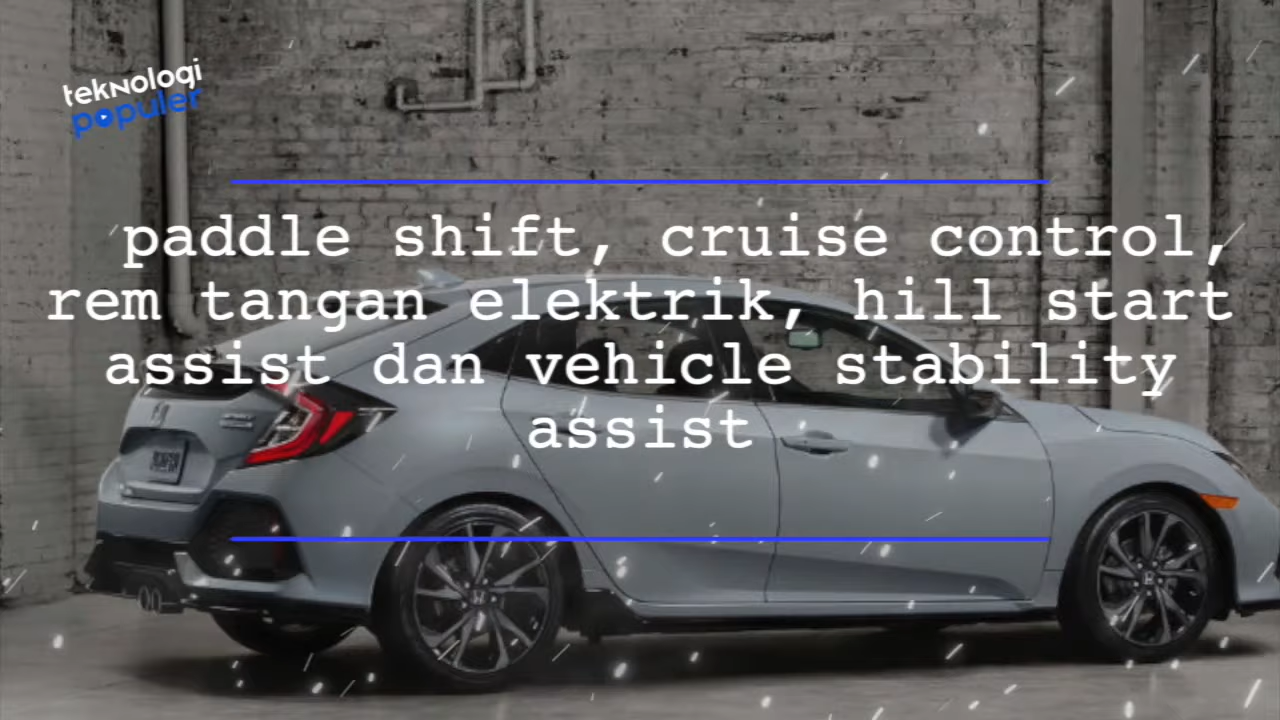 teknologi
populer
paddle shift, cruise control,
rem tangan elektrik, hill start
assist dan vehicle stability
assist